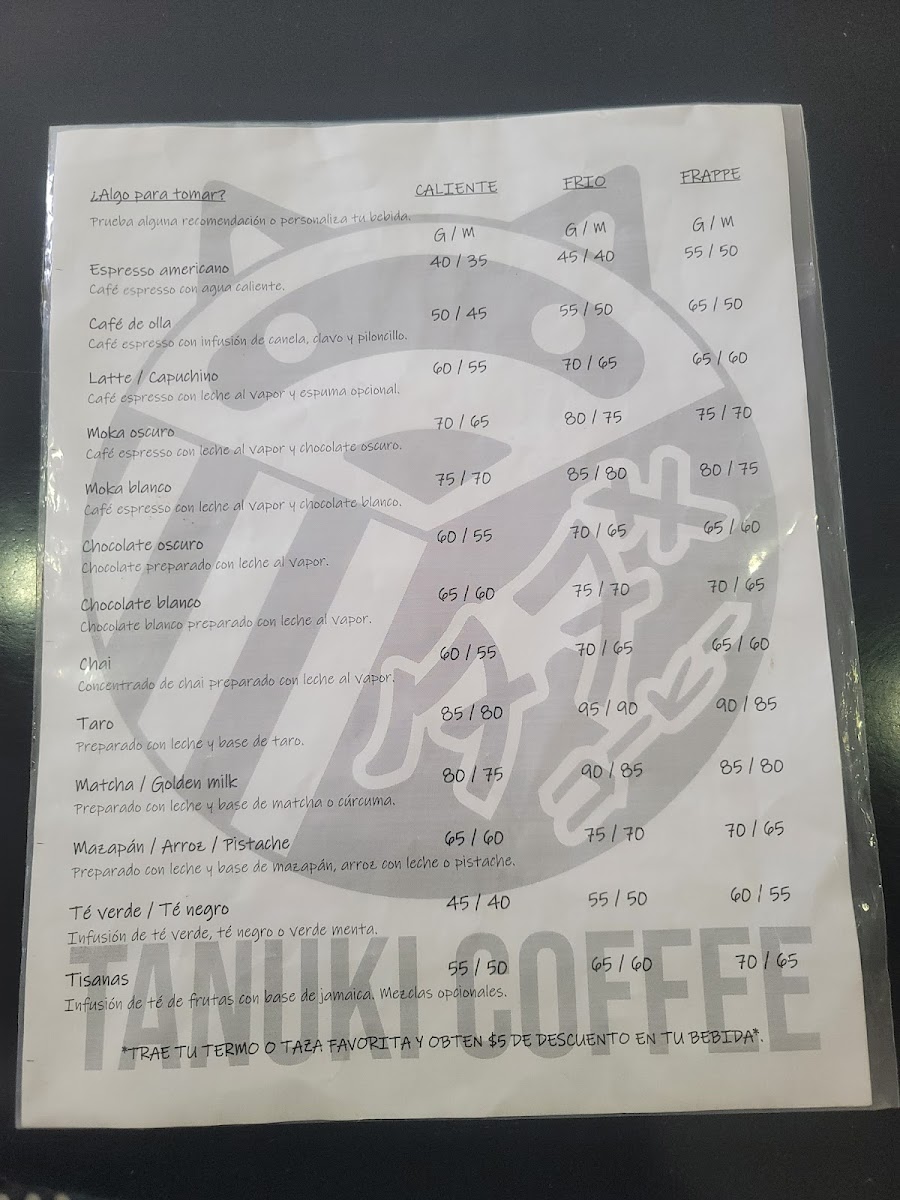 ¿Algo para tomar? CALIENTE FRIO FRAPPE
Prueba alguna recomendación o personaliza tu bebida.
G / M G / M G / M
Espresso americano 40 / 35 45 / 40 55 / 50
Café espresso con agua caliente.
Café de olla 50 / 45 55 / 50 65 / 50
Café espresso con infusión de canela, clavo y piloncillo.
Latte / Capuchino 60 / 55 70 / 65 65 / 60
Café espresso con leche al vapor y espuma opcional.
Moka oscuro 70 / 65 80 / 75 75 / 70
Café espresso con leche al vapor y chocolate oscuro.
Moka blanco 75 / 70 85 / 80 80 / 75
Café espresso con leche al vapor y chocolate blanco.
Chocolate oscuro 60 / 55 70 / 65 65 / 60
Chocolate preparado con leche al vapor.
Chocolate blanco 65 / 60 75 / 70 70 / 65
Chocolate blanco preparado con leche al vapor.
Chai 60 / 55 70 / 65 65 / 60
Concentrado de chai preparado con leche al vapor.
Taro 85 / 80 95 / 90 90 / 85
Preparado con leche y base de taro.
Matcha / Golden milk 80 / 75 90 / 85 85 / 80
Preparado con leche y base de matcha o cúrcuma.
Mazapán / Arroz / Pistache 65 / 60 75 / 70 70 / 65
Preparado con leche y base de mazapán, arroz con leche o pistache.
Té verde / Té negro 45 / 40 55 / 50 60 / 55
Infusión de té verde, té negro o verde menta.
Tisanas 55 / 50 65 / 60 70 / 65
Infusión de té de frutas con base de jamaica. Mezclas opcionales.
*TRAE TU TERMO O TAZA FAVORITA Y OBTEN $5 DE DESCUENTO EN TU BEBIDA*.
タヌキ
コーヒー
TANUKI COFFEE